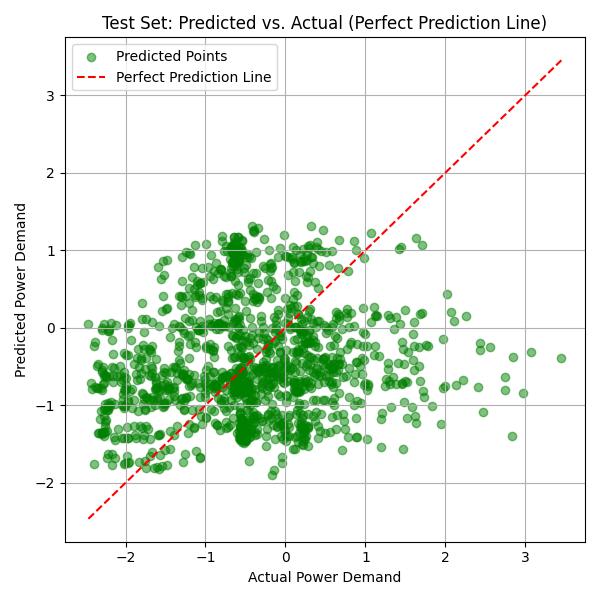 Test Set: Predicted vs. Actual (Perfect Prediction Line)
Predicted Points
Perfect Prediction Line
3
2
1
0
−1
−2
Predicted Power Demand
−2
−1
0
1
2
3
Actual Power Demand